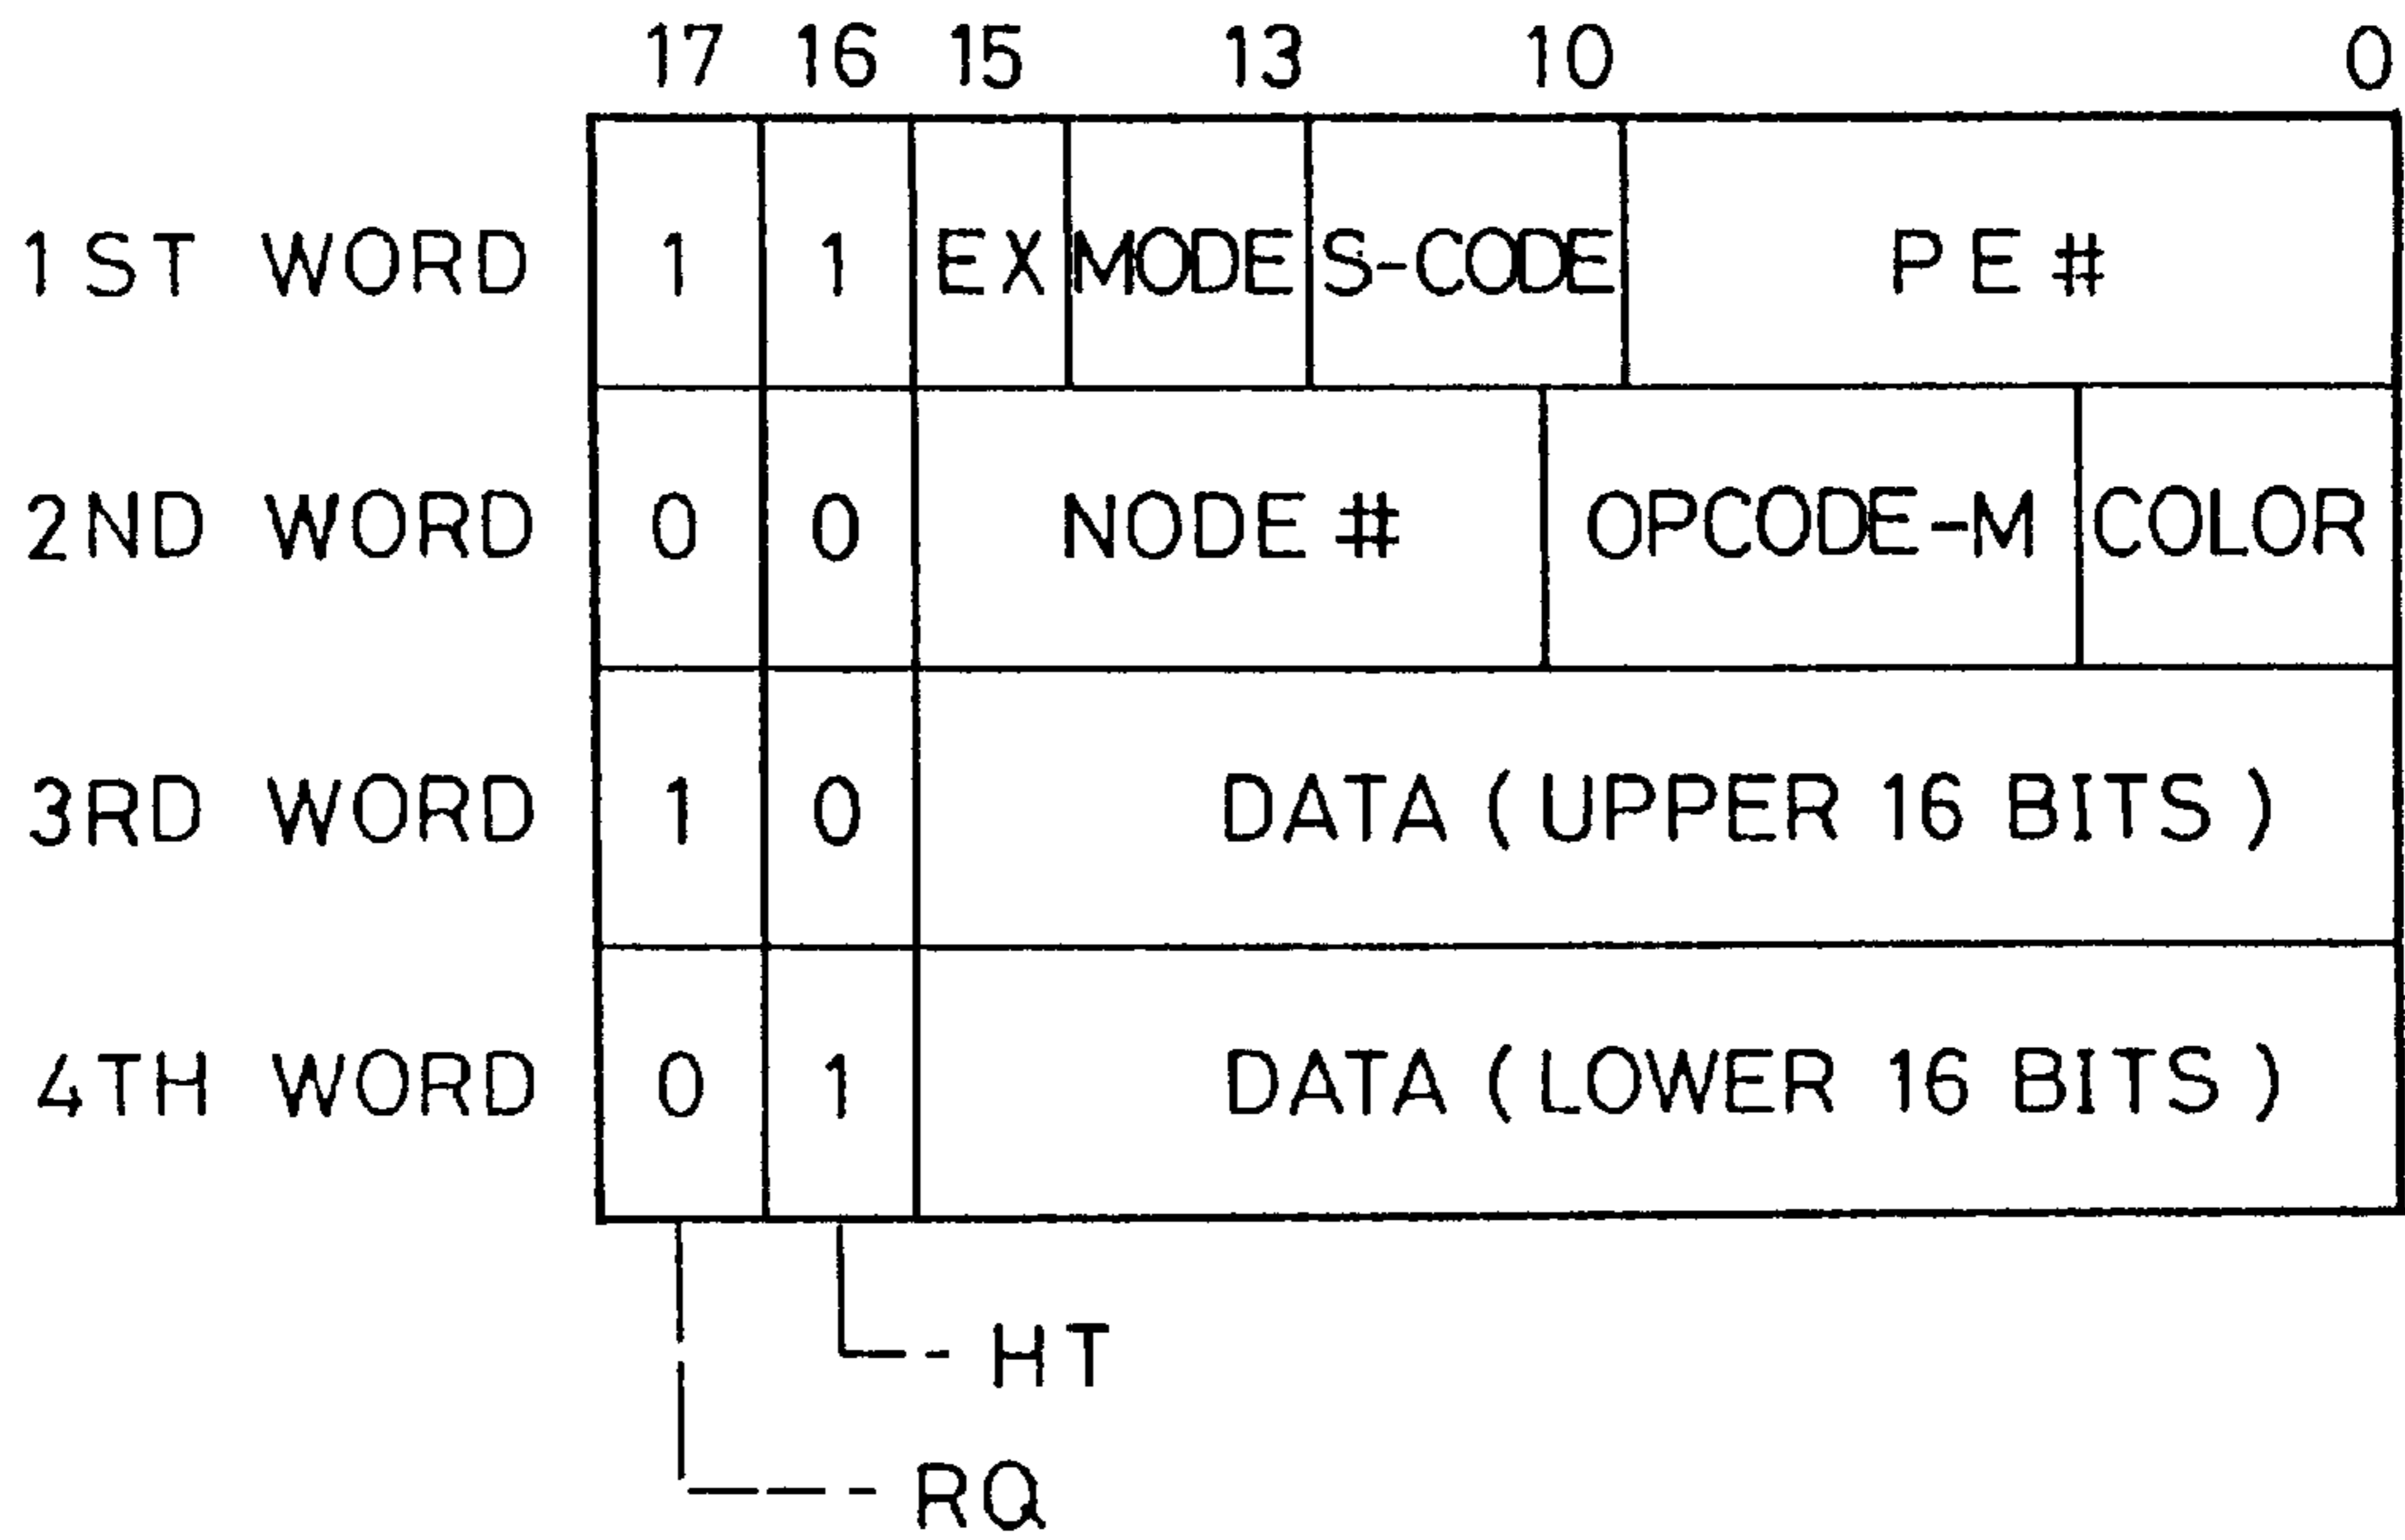 17 16 15 13 10 0
1ST WORD 1 1 EX MODE S-CODE PE#
2ND WORD 0 0 NODE# OPCODE-M COLOR
3RD WORD 1 0 DATA (UPPER 16 BITS)
4TH WORD 0 1 DATA (LOWER 16 BITS)
HT
RQ